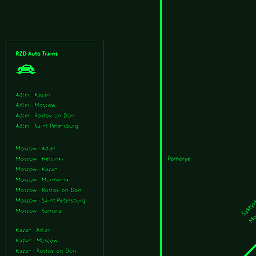 RZD Auto Trains
Adler - Kazan
Adler - Moscow
Adler - Rostov on Don
Adler - Saint Petersburg
Moscow - Adler
Moscow - Helsinki
Moscow - Kazan
Moscow - Murmansk
Moscow - Rostov on Don
Moscow - Saint Petersburg
Moscow - Samara
Kazan - Adler
Kazan - Moscow
Kazan - Rostov on Don
Pomorye